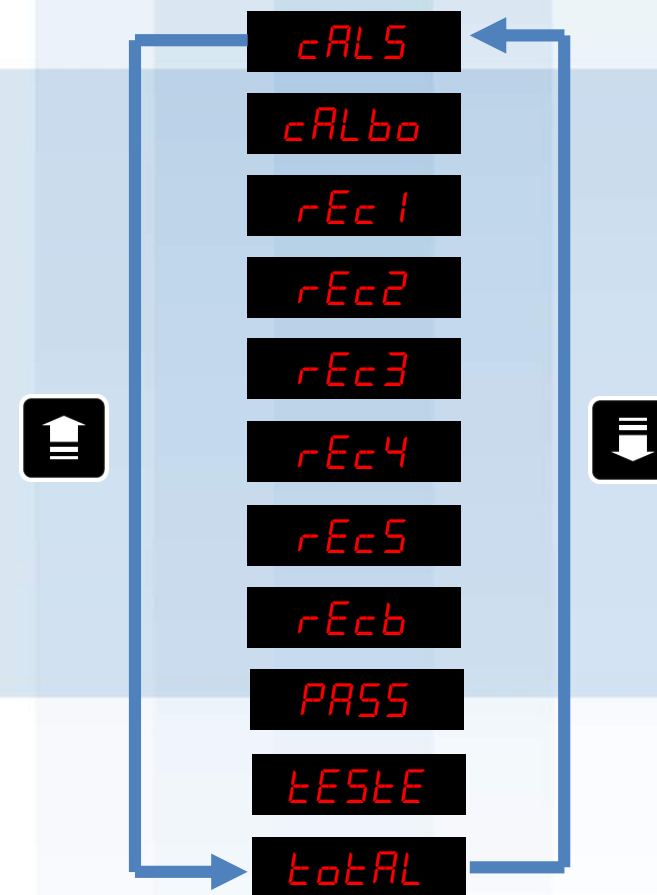 cALS
cALbo
rEc1
rEc2
rEc3
rEc4
rEc5
rEcb
PASS
tEStE
totAL